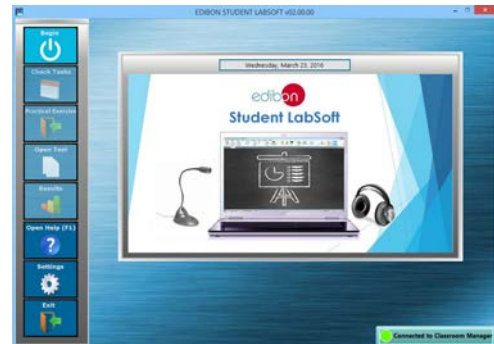 EDIBON STUDENT LABSOFT v02.00.00
Begin
Check Tasks
Practical Exercise
Open Test
Results
Open Help (F1)
Settings
Exit
Wednesday, March 23, 2016
edibon
Student LabSoft
Connected to Classroom Manager